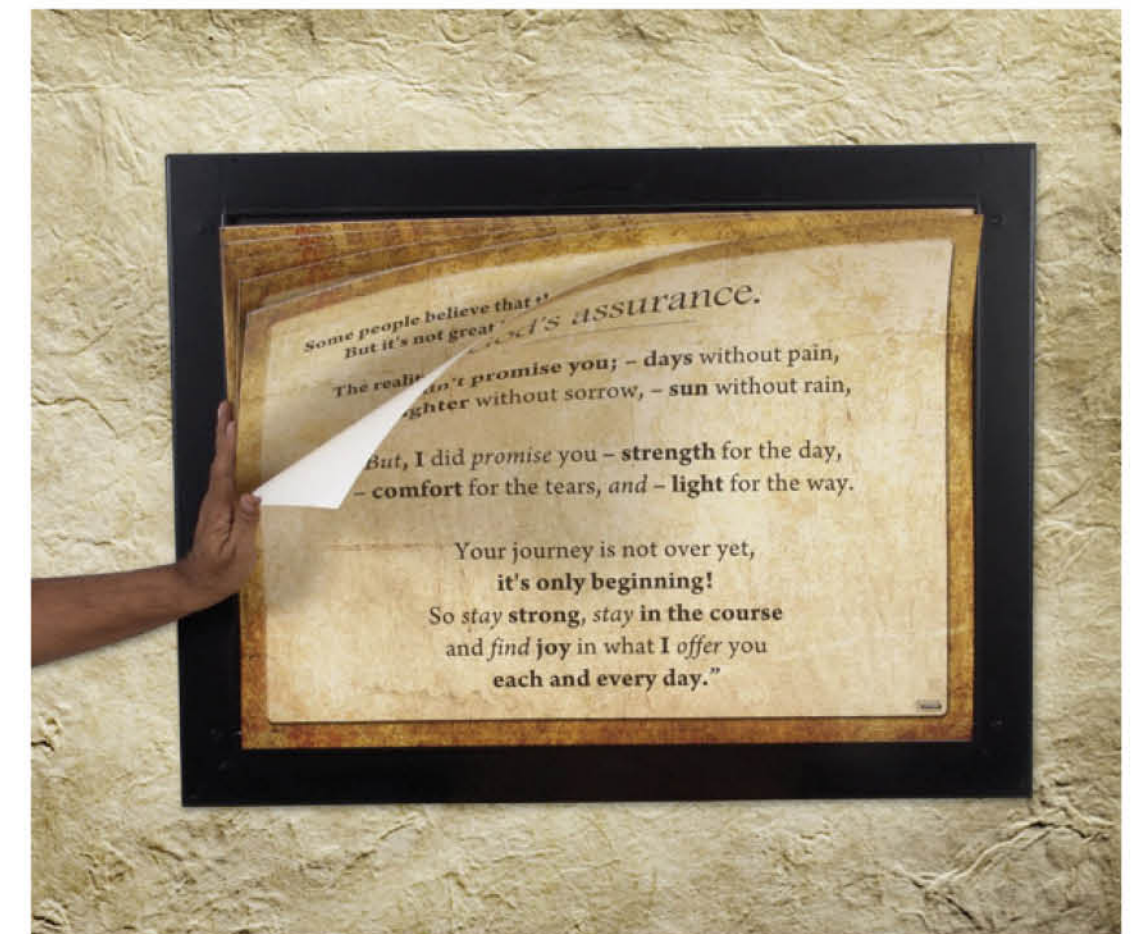 Some people believe that
But it's not great
God's assurance.
The reali
n't promise you; – days without pain,
ghter without sorrow, – sun without rain,
But, I did promise you – strength for the day,
– comfort for the tears, and – light for the way.
Your journey is not over yet,
it's only beginning!
So stay strong, stay in the course
and find joy in what I offer you
each and every day.”